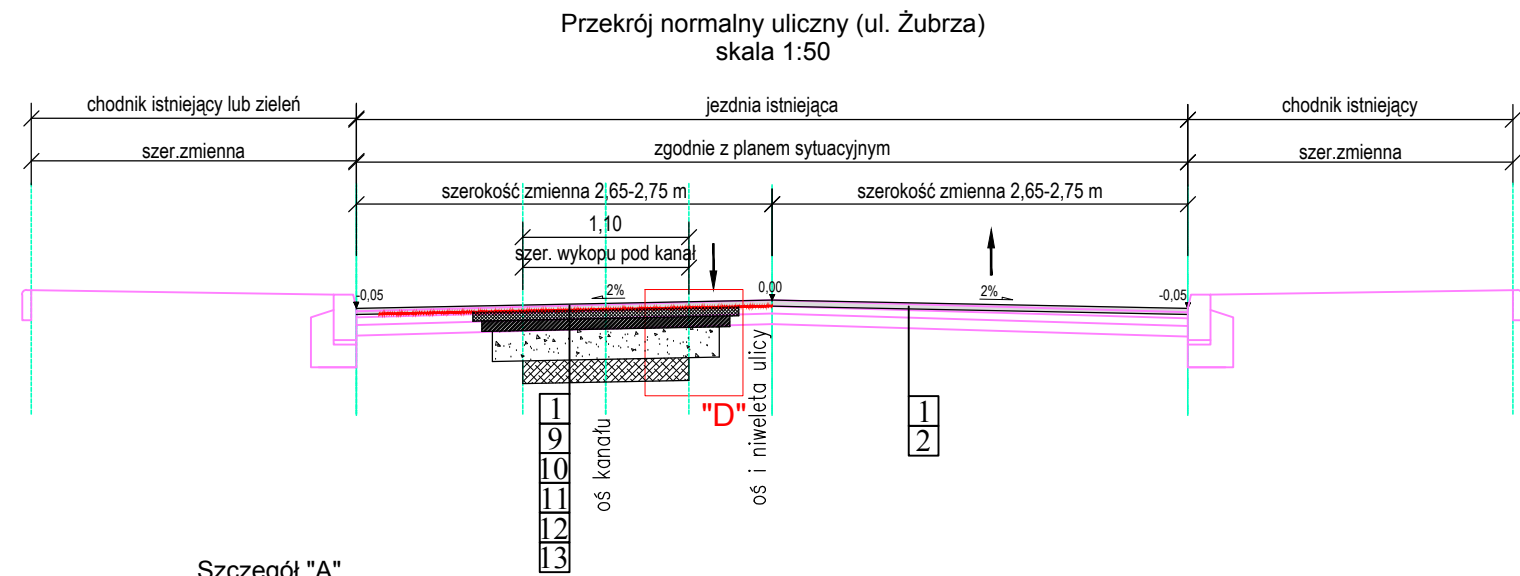 Przekrój normalny uliczny (ul. Żubrza)
skala 1:50
chodnik istniejący lub zieleń
jezdnia istniejąca
chodnik istniejący
szer.zmienna
zgodnie z planem sytuacyjnym
szer.zmienna
szerokość zmienna 2,65-2,75 m
szerokość zmienna 2,65-2,75 m
1,10
szer. wykopu pod kanał
-0,05
2%
0,00
2%
-0,05
"D"
oś kanału
oś i niweleta ulicy
1
9
10
11
12
13
1
2
Szczegół "A"